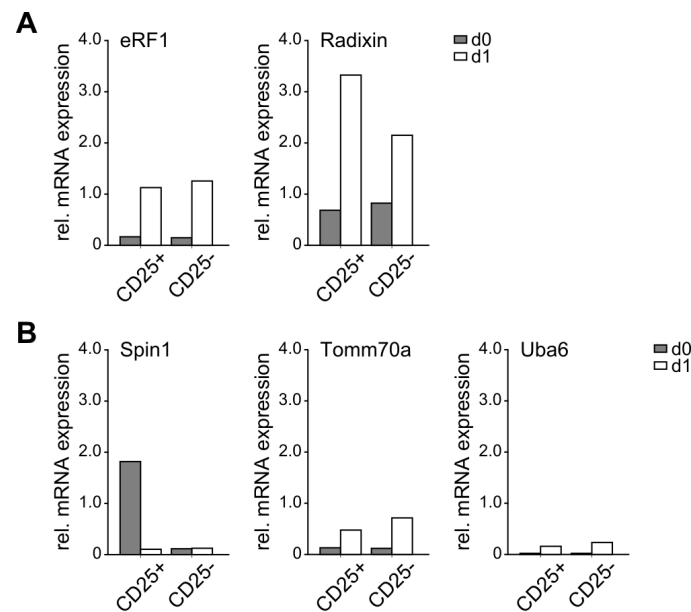 A
eRF1
Radixin
d0
d1
rel. mRNA expression
4.0
3.0
2.0
1.0
0
CD25+
CD25-
rel. mRNA expression
4.0
3.0
2.0
1.0
0
CD25+
CD25-
B
Spin1
Tomm70a
Uba6
d0
d1
rel. mRNA expression
4.0
3.0
2.0
1.0
0
CD25+
CD25-
rel. mRNA expression
4.0
3.0
2.0
1.0
0
CD25+
CD25-
rel. mRNA expression
4.0
3.0
2.0
1.0
0
CD25+
CD25-